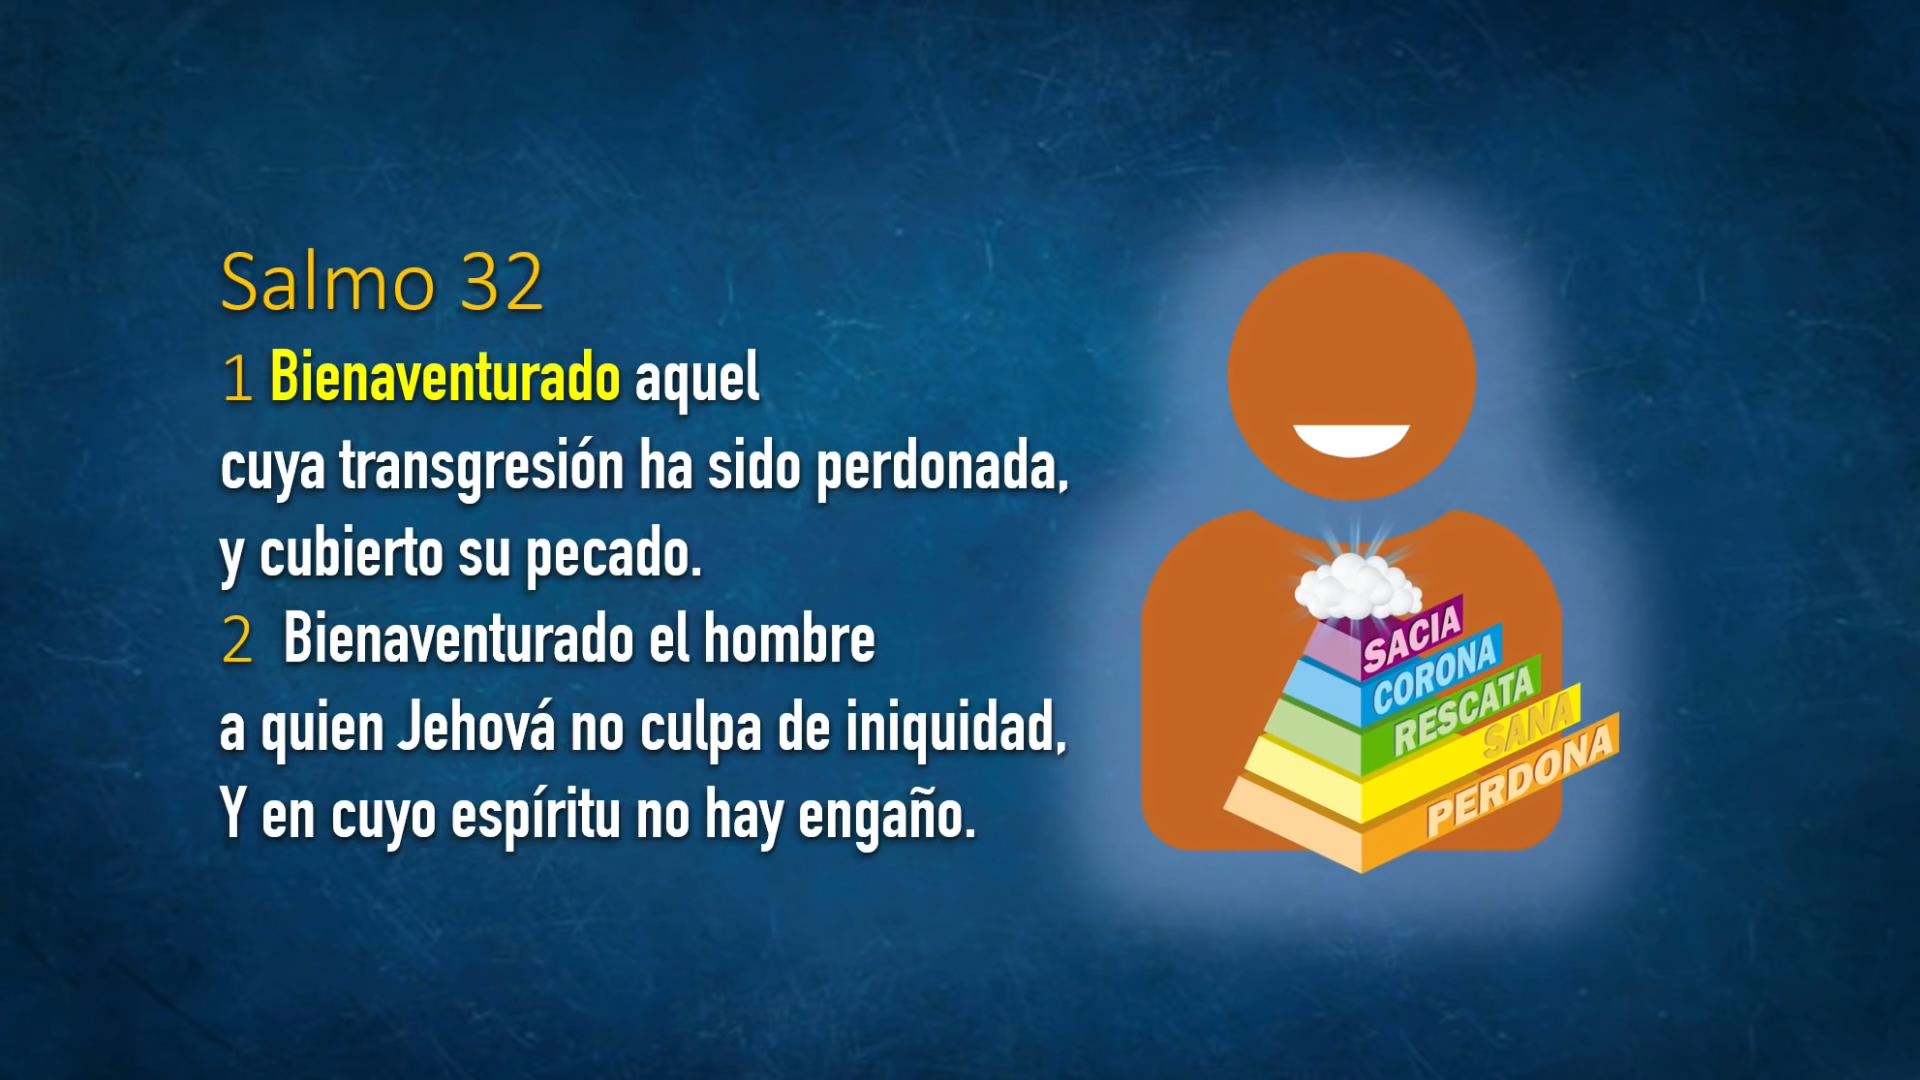 Salmo 32
1 Bienaventurado aquel
cuya transgresión ha sido perdonada,
y cubierto su pecado.
2 Bienaventurado el hombre
a quien Jehová no culpa de iniquidad,
Y en cuyo espíritu no hay engaño.
SACIA
CORONA
RESCATA
SANA
PERDONA